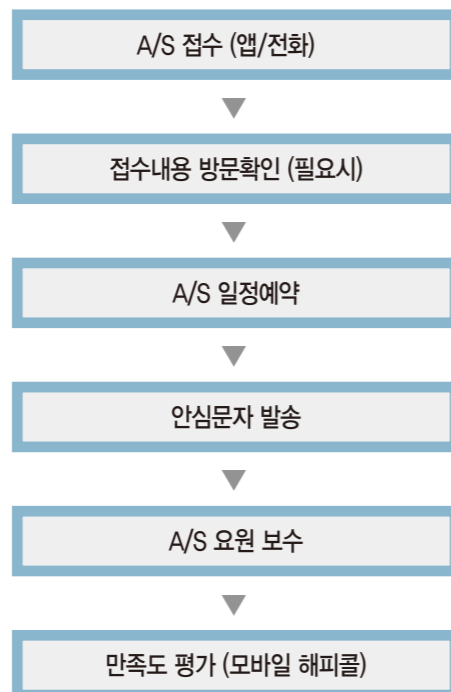 A/S 접수 (앱/전화)
접수내용 방문확인 (필요시)
A/S 일정예약
안심문자 발송
A/S 요원 보수
만족도 평가 (모바일 해피콜)